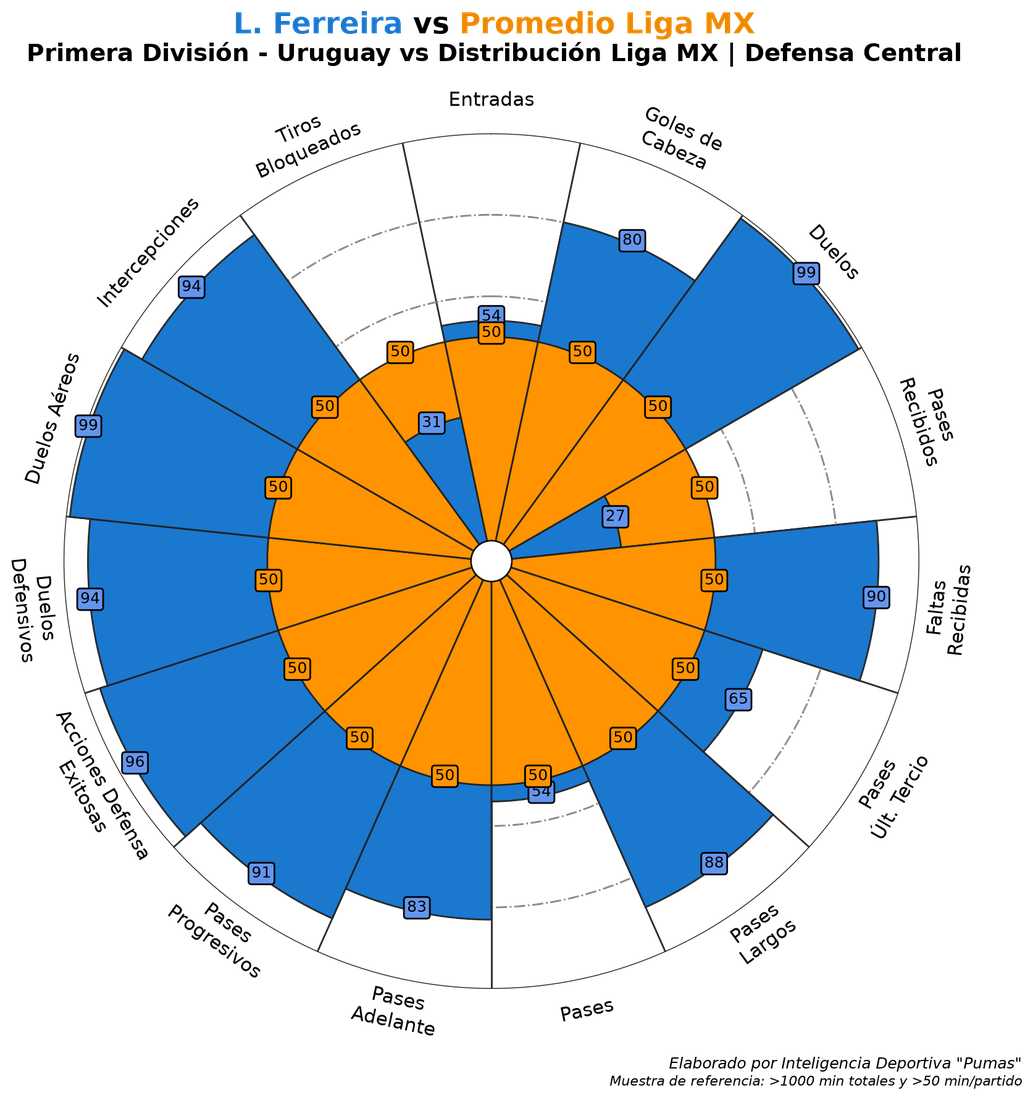 L. Ferreira vs Promedio Liga MX
Primera División - Uruguay vs Distribución Liga MX | Defensa Central
Entradas
54
50
Goles de
Cabeza
80
50
Duelos
99
50
Pases
Recibidos
27
50
Faltas
Recibidas
90
50
Pases
Últ. Tercio
65
50
Pases
Largos
88
50
Pases
54
50
Pases
Adelante
83
50
Pases
Progresivos
91
50
Acciones Defensa
Exitosas
96
50
Duelos
Defensivos
94
50
Duelos Aéreos
99
50
Intercepciones
94
50
Tiros
Bloqueados
31
50
Elaborado por Inteligencia Deportiva "Pumas"
Muestra de referencia: >1000 min totales y >50 min/partido